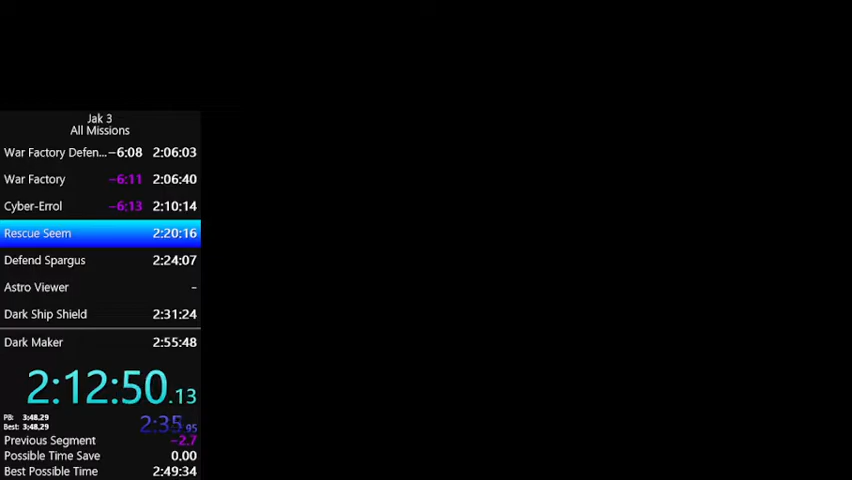 Jak 3
All Missions
War Factory Defen... −6:08 2:06:03
War Factory −6:11 2:06:40
Cyber-Errol −6:13 2:10:14
Rescue Seem 2:20:16
Defend Spargus 2:24:07
Astro Viewer -
Dark Ship Shield 2:31:24
Dark Maker 2:55:48
2:12:50.13
PB: 3:48.29
Best: 3:48.29
2:35.95
Previous Segment −2.7
Possible Time Save 0.00
Best Possible Time 2:49:34